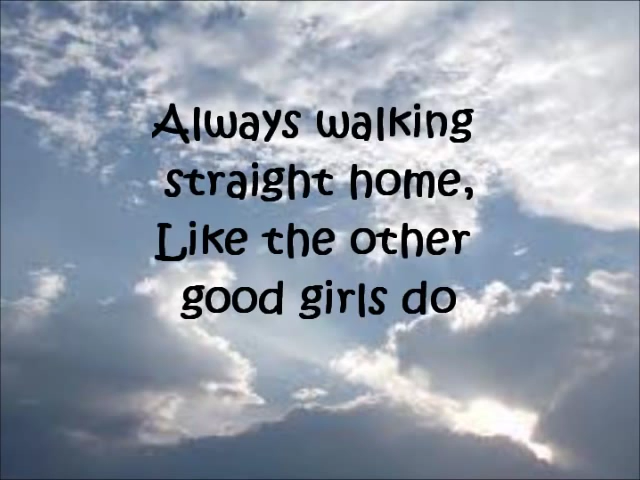 Always walking
straight home,
Like the other
good girls do